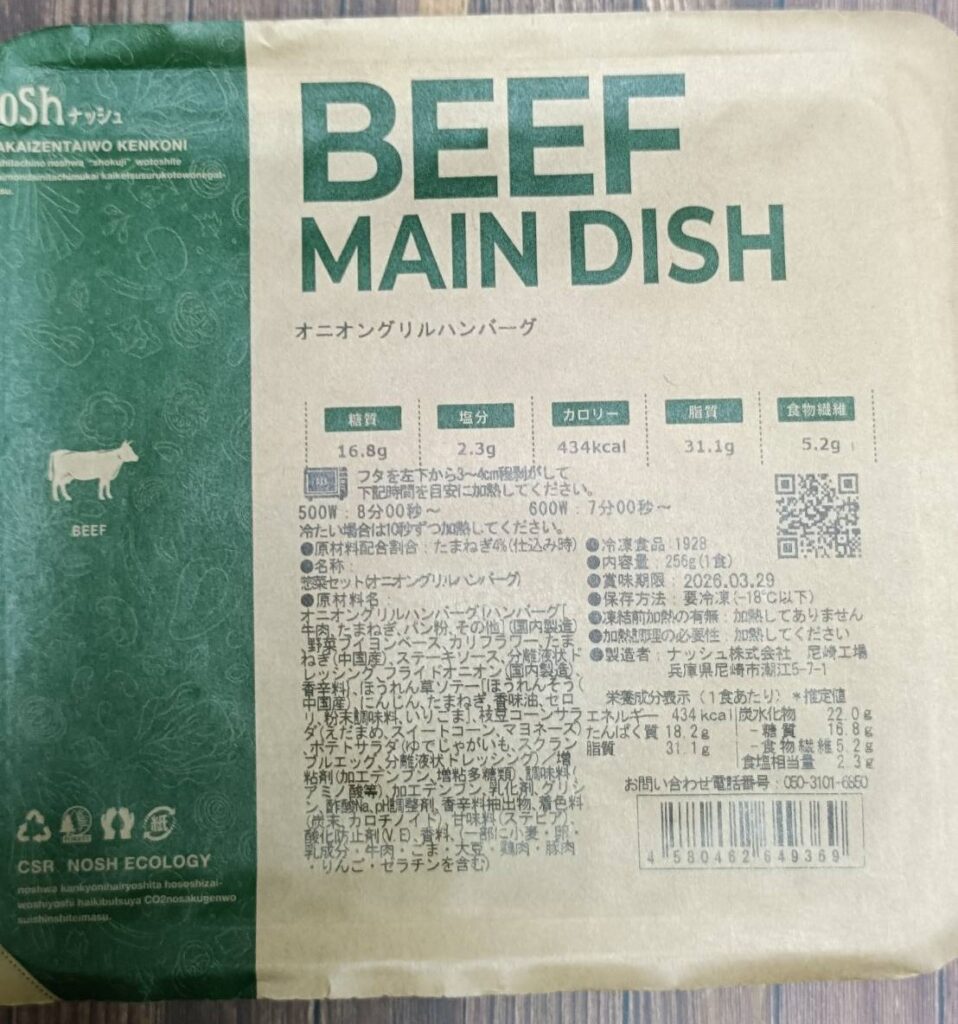 nosh ナッシュ
AKAIZENTAIWO KENKONI
noshwa "shokuji" wotoshite
su.
BEEF
MAIN DISH
オニオングリルハンバーグ
糖質 塩分 カロリー 脂質 食物繊維
16.8g 2.3g 434kcal 31.1g 5.2g
フタを左下から3〜4cm程剥がして
下記時間を目安に加熱してください。
500W：8分00秒〜 600W：7分00秒〜
冷たい場合は10秒ずつ加熱してください。
●原材料配合割合：たまねぎ4%(仕込み時)
●名称：
惣菜セット(オニオングリルハンバーグ)
●原材料名：
オニオングリルハンバーグ[ハンバーグ(
牛肉、たまねぎ、パン粉、その他)(国内製造)
、野菜ブイヨンベース、カリフラワー、たま
ねぎ(中国産)、ステーキソース、分離液状ド
レッシング、フライドオニオン(国内製造)、
香辛料]、ほうれん草ソテー[ほうれんそう(
中国産)、にんじん、たまねぎ、香味油、セロ
リ、粉末調味料、いりごま]、枝豆コーンサラ
ダ(えだまめ、スイートコーン、マヨネーズ)
、ポテトサラダ(ゆでじゃがいも、スクラン
ブルエッグ、分離液状ドレッシング)／増
粘剤(加工デンプン、増粘多糖類)、調味料(
アミノ酸等)、加工デンプン、乳化剤、グリシ
ン、酢酸Na、pH調整剤、香辛料抽出物、着色料
(炭末、カロチノイド)、甘味料(ステビア)、
酸化防止剤(V.E)、香料、(一部に小麦・卵・
乳成分・牛肉・ごま・大豆・鶏肉・豚肉
・りんご・ゼラチンを含む)
●冷凍食品 1928
●内容量：256g(1食)
●賞味期限：2026.03.29
●保存方法：要冷凍(-18℃以下)
●凍結前加熱の有無：加熱してありません
●加熱調理の必要性：加熱してください
●製造者：ナッシュ株式会社 尼崎工場
兵庫県尼崎市潮江5-7-1
栄養成分表示(1食あたり)*推定値
エネルギー 434kcal 炭水化物 22.0g
たんぱく質 18.2g -糖質 16.8g
脂質 31.1g -食物繊維 5.2g
食塩相当量 2.3g
お問い合わせ電話番号：050-3101-6850
4 580462 649369
BEEF
紙
CSR NOSH ECOLOGY
noshwa kankyonihairyoshita hososhizai-
woshiyoshi haikibutsuya CO2nosakugenwo
suishinshiteimasu.